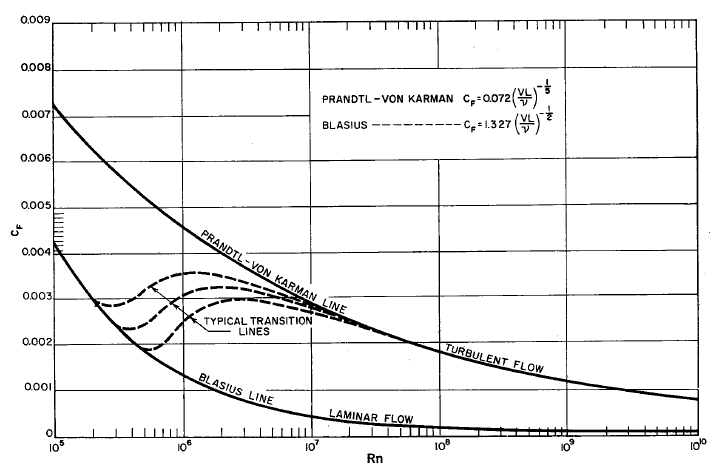 0.009
0.008
0.007
0.006
0.005
0.004
0.003
0.002
0.001
0
C_F
PRANDTL-VON KARMAN C_F=0.072(VL/ν)^-1/5
BLASIUS ---------- C_F=1.327(VL/ν)^-1/2
PRANDTL-VON KARMAN LINE
TYPICAL TRANSITION
LINES
TURBULENT FLOW
BLASIUS LINE
LAMINAR FLOW
10^5 10^6 10^7 10^8 10^9 10^10
Rn